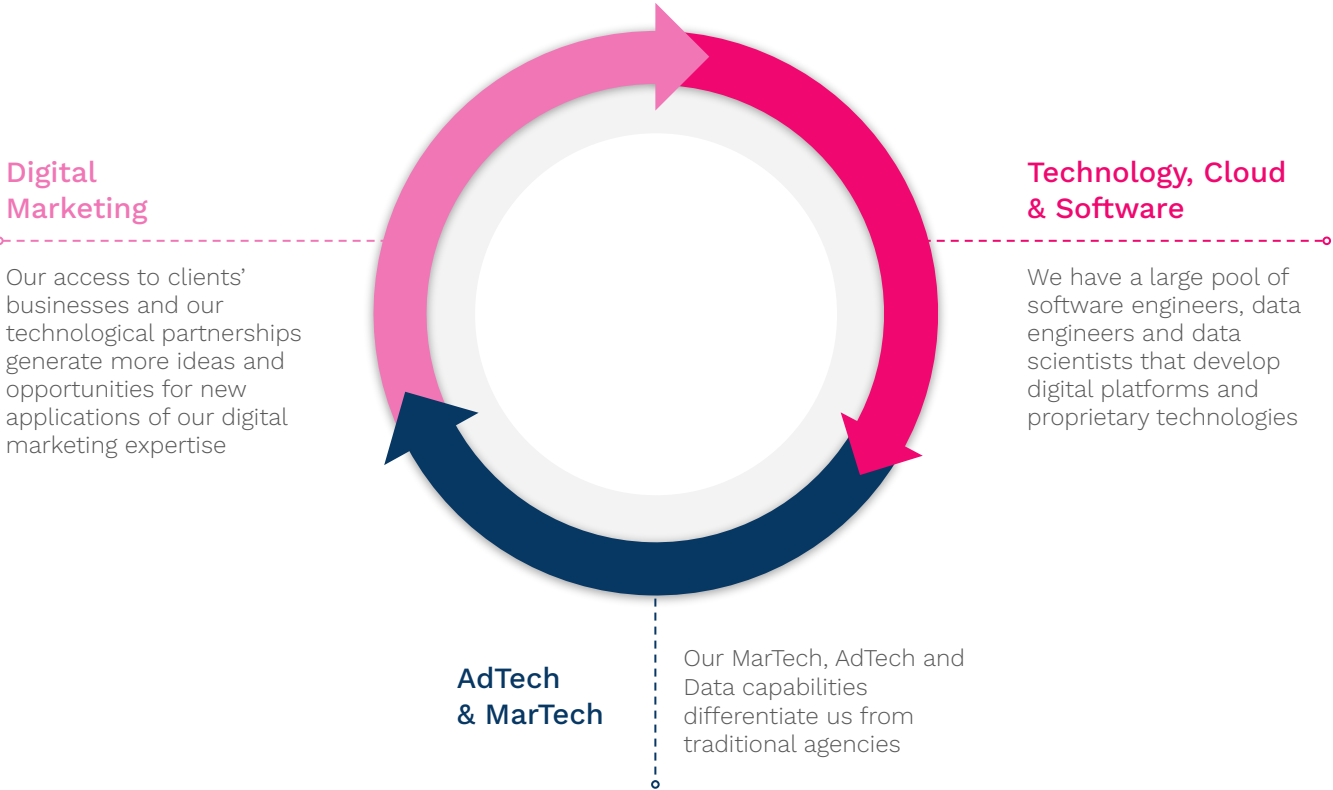 Digital
Marketing
Our access to clients’
businesses and our
technological partnerships
generate more ideas and
opportunities for new
applications of our digital
marketing expertise
Technology, Cloud
& Software
We have a large pool of
software engineers, data
engineers and data
scientists that develop
digital platforms and
proprietary technologies
AdTech
& MarTech
Our MarTech, AdTech and
Data capabilities
differentiate us from
traditional agencies